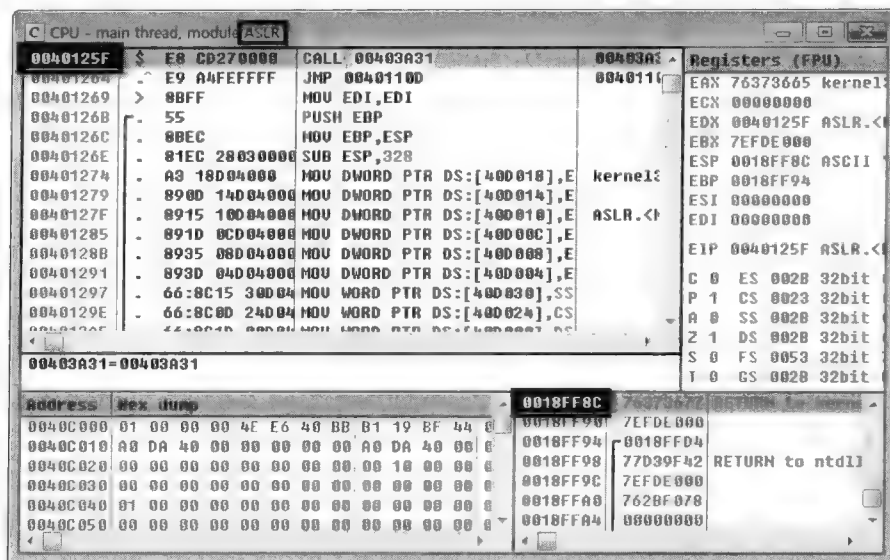 C CPU - main thread, module ASLR
0040125F $ E8 CD270000 CALL 00403A31 00403A3
00401264 .^ E9 A4FEFFFF JMP 0040110D 0040110
00401269 > 8BFF MOV EDI,EDI
0040126B . 55 PUSH EBP
0040126C . 8BEC MOV EBP,ESP
0040126E . 81EC 28030000 SUB ESP,328
00401274 . A3 18D04000 MOV DWORD PTR DS:[40D018],E kernel3
00401279 . 890D 14D04000 MOV DWORD PTR DS:[40D014],E
0040127F . 8915 10D04000 MOV DWORD PTR DS:[40D010],E ASLR.<M
00401285 . 891D 0CD04000 MOV DWORD PTR DS:[40D00C],E
0040128B . 8935 08D04000 MOV DWORD PTR DS:[40D008],E
00401291 . 893D 04D04000 MOV DWORD PTR DS:[40D004],E
00401297 . 66:8C15 30D04 MOV WORD PTR DS:[40D030],SS
0040129E . 66:8C0D 24D04 MOV WORD PTR DS:[40D024],CS
00403A31=00403A31
Registers (FPU)
EAX 76373665 kernel3
ECX 00000000
EDX 0040125F ASLR.<M
EBX 7EFDE000
ESP 0018FF8C ASCII
EBP 0018FF94
ESI 00000000
EDI 00000000
EIP 0040125F ASLR.<M
C 0 ES 002B 32bit
P 1 CS 0023 32bit
A 0 SS 002B 32bit
Z 1 DS 002B 32bit
S 0 FS 0053 32bit
T 0 GS 002B 32bit
Address Hex dump
0040C000 01 00 00 00 4E E6 40 BB B1 19 BF 44
0040C010 A0 DA 40 00 00 00 00 00 A0 DA 40 00
0040C020 00 00 00 00 00 00 00 00 00 10 00 00
0040C030 00 00 00 00 00 00 00 00 00 00 00 00
0040C040 01 00 00 00 00 00 00 00 00 00 00 00
0040C050 00 00 00 00 00 00 00 00 00 00 00 00
0018FF8C 76373672 RETURN to kerne
0018FF90 7EFDE000
0018FF94 0018FFD4
0018FF98 77D39F42 RETURN to ntdll
0018FF9C 7EFDE000
0018FFA0 762BF078
0018FFA4 00000000